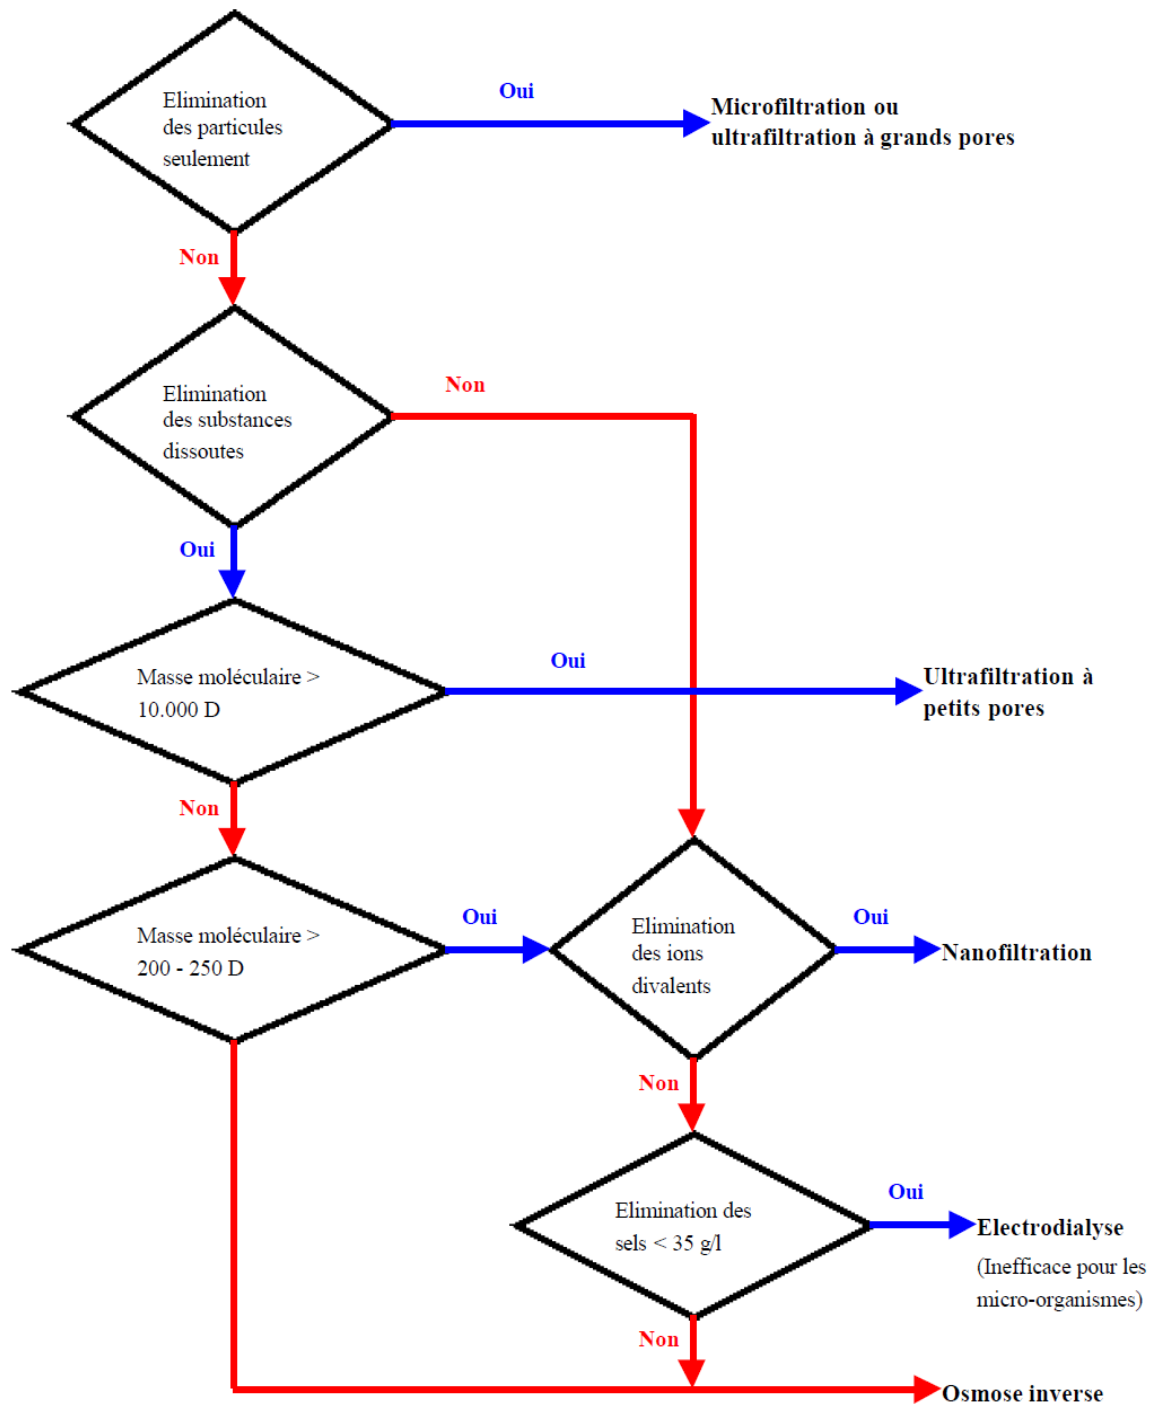 Elimination
des particules
seulement
Oui
Microfiltration ou
ultrafiltration à grands pores
Non
Elimination
des substances
dissoutes
Non
Oui
Masse moléculaire >
10.000 D
Oui
Ultrafiltration à
petits pores
Non
Masse moléculaire >
200 - 250 D
Oui
Elimination
des ions
divalents
Oui
Nanofiltration
Non
Elimination des
sels < 35 g/l
Oui
Electrodialyse
(Inefficace pour les
micro-organismes)
Non
Osmose inverse